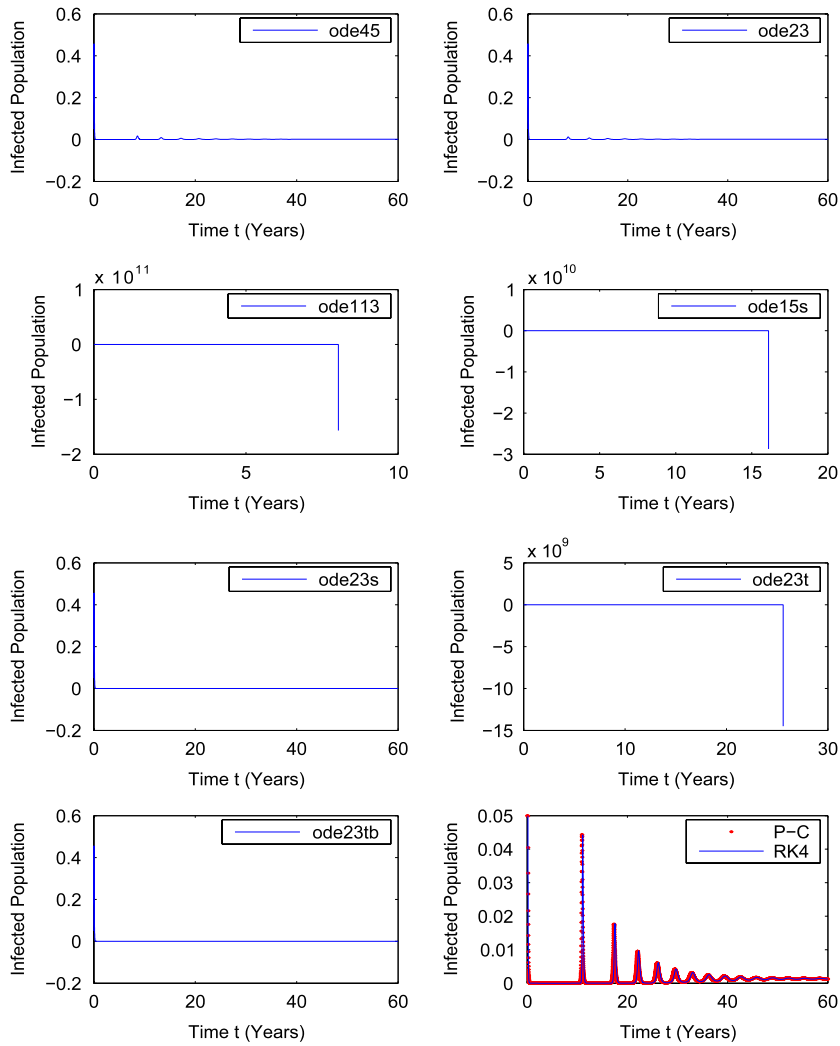 ode45
Infected Population
0.6
0.4
0.2
0
−0.2
0 20 40 60
Time t (Years)
ode23
Infected Population
0.6
0.4
0.2
0
−0.2
0 20 40 60
Time t (Years)
x 10^11
ode113
Infected Population
1
0
−1
−2
0 5 10
Time t (Years)
x 10^10
ode15s
Infected Population
1
0
−1
−2
−3
0 5 10 15 20
Time t (Years)
ode23s
Infected Population
0.6
0.4
0.2
0
−0.2
0 20 40 60
Time t (Years)
x 10^9
ode23t
Infected Population
5
0
−5
−10
−15
0 10 20 30
Time t (Years)
ode23tb
Infected Population
0.6
0.4
0.2
0
−0.2
0 20 40 60
Time t (Years)
P−C
RK4
Infected Population
0.05
0.04
0.03
0.02
0.01
0
0 20 40 60
Time t (Years)